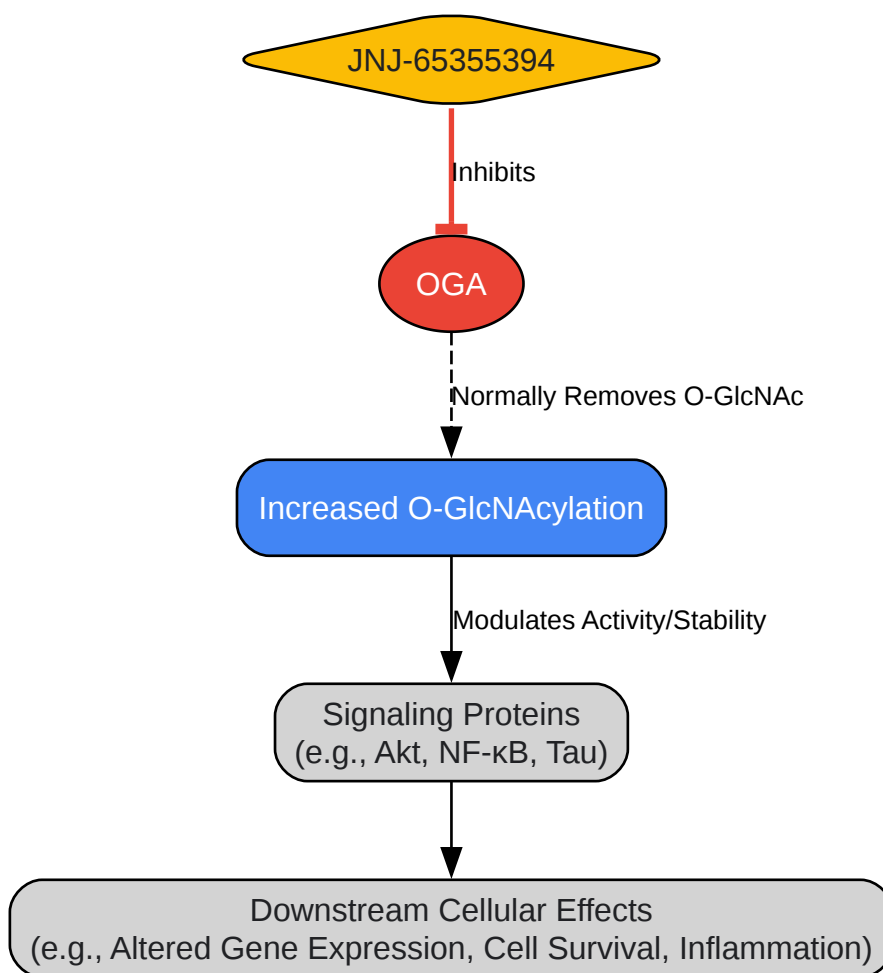 JNJ-65355394
Inhibits
OGA
Normally Removes O-GlcNAc
Increased O-GlcNAcylation
Modulates Activity/Stability
Signaling Proteins
(e.g., Akt, NF-κB, Tau)
Downstream Cellular Effects
(e.g., Altered Gene Expression, Cell Survival, Inflammation)